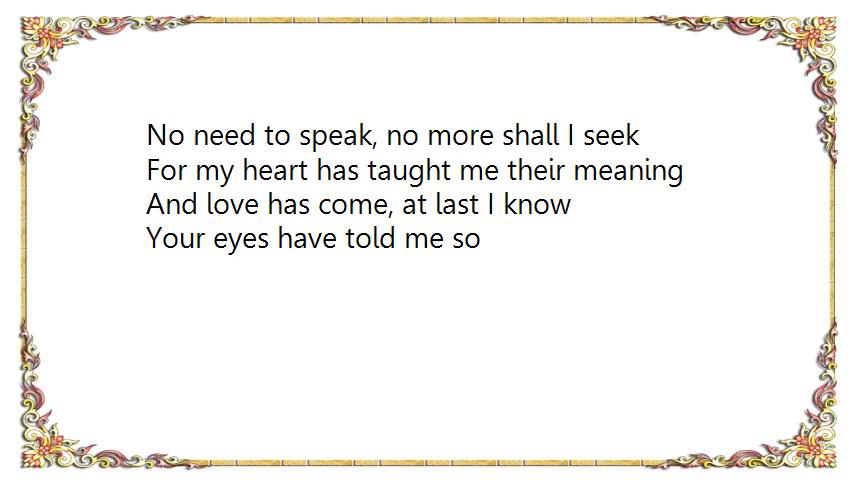 No need to speak, no more shall I seek
For my heart has taught me their meaning
And love has come, at last I know
Your eyes have told me so